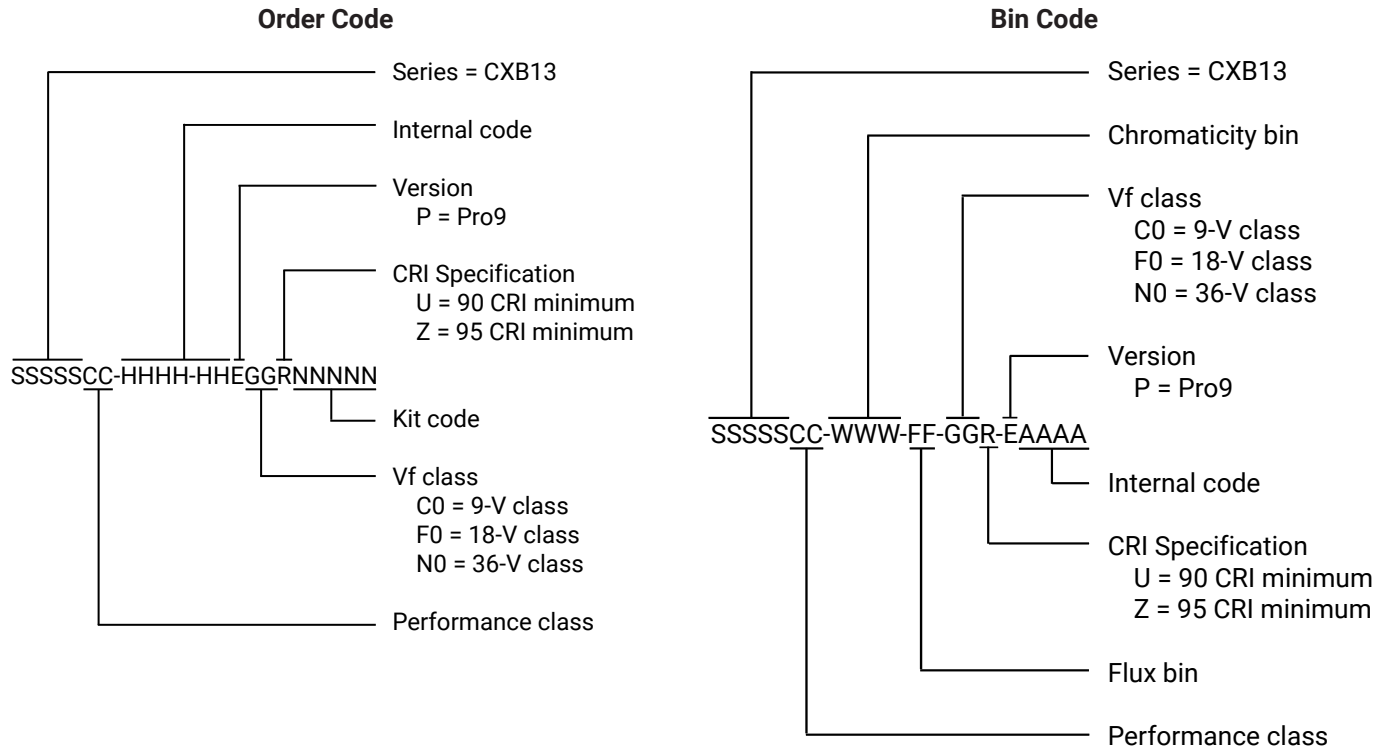 Order Code
Series = CXB13
Internal code
Version
P = Pro9
CRI Specification
U = 90 CRI minimum
Z = 95 CRI minimum
SSSSSCC-HHHH-HHEGGRNNNNN
Kit code
Vf class
C0 = 9-V class
F0 = 18-V class
N0 = 36-V class
Performance class
Bin Code
Series = CXB13
Chromaticity bin
Vf class
C0 = 9-V class
F0 = 18-V class
N0 = 36-V class
Version
P = Pro9
SSSSSCC-WWW-FF-GGR-EAAAA
Internal code
CRI Specification
U = 90 CRI minimum
Z = 95 CRI minimum
Flux bin
Performance class